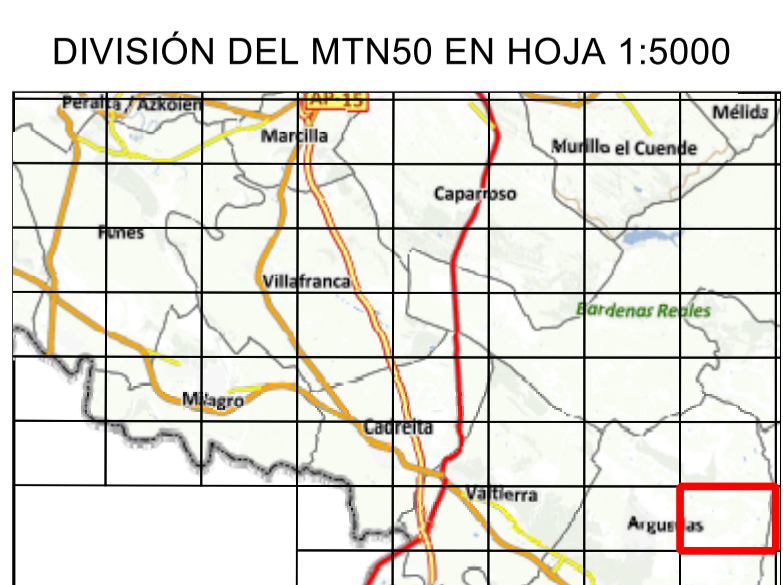 DIVISIÓN DEL MTN50 EN HOJA 1:5000
Peralta / Azkoien
AP-15
Mélida
Marcilla
Murillo el Cuende
Caparroso
Funes
Villafranca
Bardenas Reales
Milagro
Cadreita
Valtierra
Arguedas